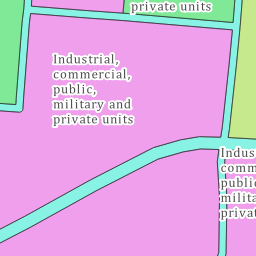 private units
Industrial,
commercial,
public,
military and
private units
Indus
comm
public
milita
privat